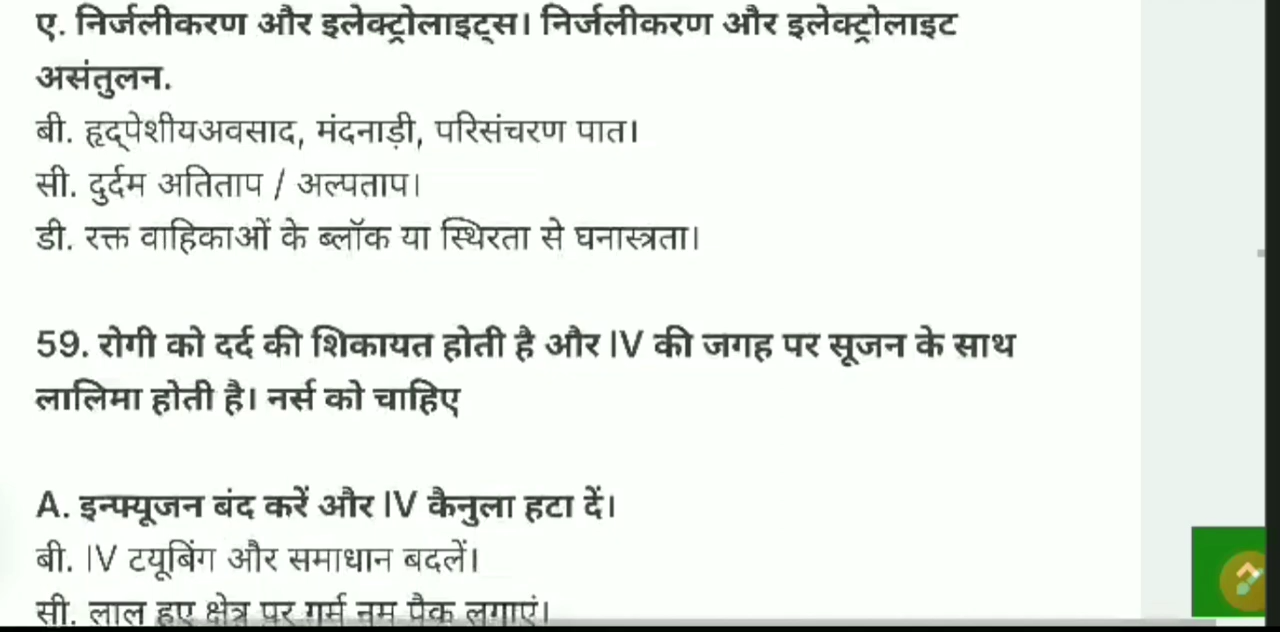 ए. निर्जलीकरण और इलेक्ट्रोलाइट्स। निर्जलीकरण और इलेक्ट्रोलाइट
असंतुलन.
बी. हृद्पेशीयअवसाद, मंदनाड़ी, परिसंचरण पात।
सी. दुर्दम अतिताप / अल्पताप।
डी. रक्त वाहिकाओं के ब्लॉक या स्थिरता से घनास्त्रता।
59. रोगी को दर्द की शिकायत होती है और IV की जगह पर सूजन के साथ
लालिमा होती है। नर्स को चाहिए
A. इन्फ्यूजन बंद करें और IV कैनुला हटा दें।
बी. IV टयूबिंग और समाधान बदलें।
सी. लाल हुए क्षेत्र पर गर्म नम पैक लगाएं।